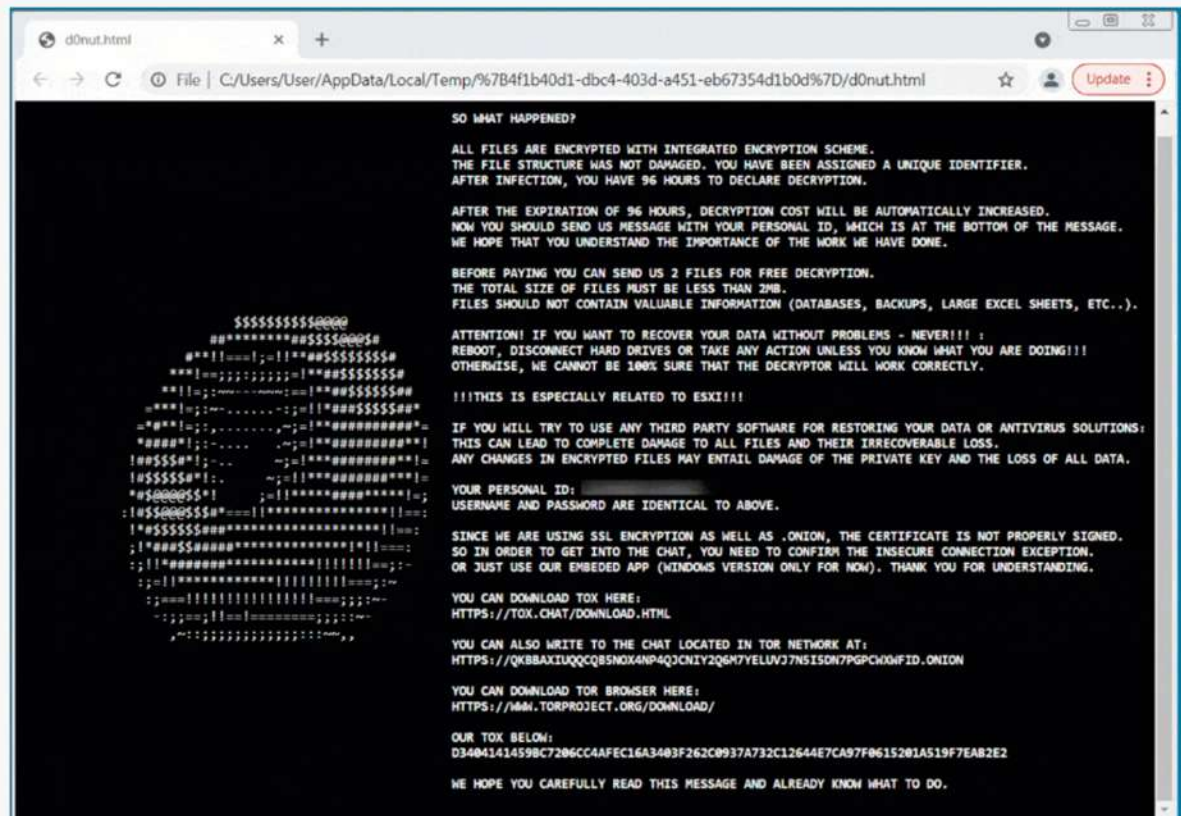 d0nut.html
File | C:/Users/User/AppData/Local/Temp/%7B4f1b40d1-dbc4-403d-a451-eb67354d1b0d%7D/d0nut.html
Update
SO WHAT HAPPENED?
ALL FILES ARE ENCRYPTED WITH INTEGRATED ENCRYPTION SCHEME.
THE FILE STRUCTURE WAS NOT DAMAGED. YOU HAVE BEEN ASSIGNED A UNIQUE IDENTIFIER.
AFTER INFECTION, YOU HAVE 96 HOURS TO DECLARE DECRYPTION.
AFTER THE EXPIRATION OF 96 HOURS, DECRYPTION COST WILL BE AUTOMATICALLY INCREASED.
NOW YOU SHOULD SEND US MESSAGE WITH YOUR PERSONAL ID, WHICH IS AT THE BOTTOM OF THE MESSAGE.
WE HOPE THAT YOU UNDERSTAND THE IMPORTANCE OF THE WORK WE HAVE DONE.
BEFORE PAYING YOU CAN SEND US 2 FILES FOR FREE DECRYPTION.
THE TOTAL SIZE OF FILES MUST BE LESS THAN 2MB.
FILES SHOULD NOT CONTAIN VALUABLE INFORMATION (DATABASES, BACKUPS, LARGE EXCEL SHEETS, ETC..).
ATTENTION! IF YOU WANT TO RECOVER YOUR DATA WITHOUT PROBLEMS - NEVER!!! :
REBOOT, DISCONNECT HARD DRIVES OR TAKE ANY ACTION UNLESS YOU KNOW WHAT YOU ARE DOING!!!
OTHERWISE, WE CANNOT BE 100% SURE THAT THE DECRYPTOR WILL WORK CORRECTLY.
!!!THIS IS ESPECIALLY RELATED TO ESXI!!!
IF YOU WILL TRY TO USE ANY THIRD PARTY SOFTWARE FOR RESTORING YOUR DATA OR ANTIVIRUS SOLUTIONS:
THIS CAN LEAD TO COMPLETE DAMAGE TO ALL FILES AND THEIR IRRECOVERABLE LOSS.
ANY CHANGES IN ENCRYPTED FILES MAY ENTAIL DAMAGE OF THE PRIVATE KEY AND THE LOSS OF ALL DATA.
YOUR PERSONAL ID:
USERNAME AND PASSWORD ARE IDENTICAL TO ABOVE.
SINCE WE ARE USING SSL ENCRYPTION AS WELL AS .ONION, THE CERTIFICATE IS NOT PROPERLY SIGNED.
SO IN ORDER TO GET INTO THE CHAT, YOU NEED TO CONFIRM THE INSECURE CONNECTION EXCEPTION.
OR JUST USE OUR EMBEDED APP (WINDOWS VERSION ONLY FOR NOW). THANK YOU FOR UNDERSTANDING.
YOU CAN DOWNLOAD TOX HERE:
HTTPS://TOX.CHAT/DOWNLOAD.HTML
YOU CAN ALSO WRITE TO THE CHAT LOCATED IN TOR NETWORK AT:
HTTPS://QKBBAXIUQQCQB5NOX4NP4QJCNIY2Q6M7YELUVJ7N5I5DN7PGPCWXWFID.ONION
YOU CAN DOWNLOAD TOR BROWSER HERE:
HTTPS://WWW.TORPROJECT.ORG/DOWNLOAD/
OUR TOX BELOW:
D3404141459BC7206CC4AFEC16A3403F262C0937A732C12644E7CA97F0615201A519F7EAB2E2
WE HOPE YOU CAREFULLY READ THIS MESSAGE AND ALREADY KNOW WHAT TO DO.